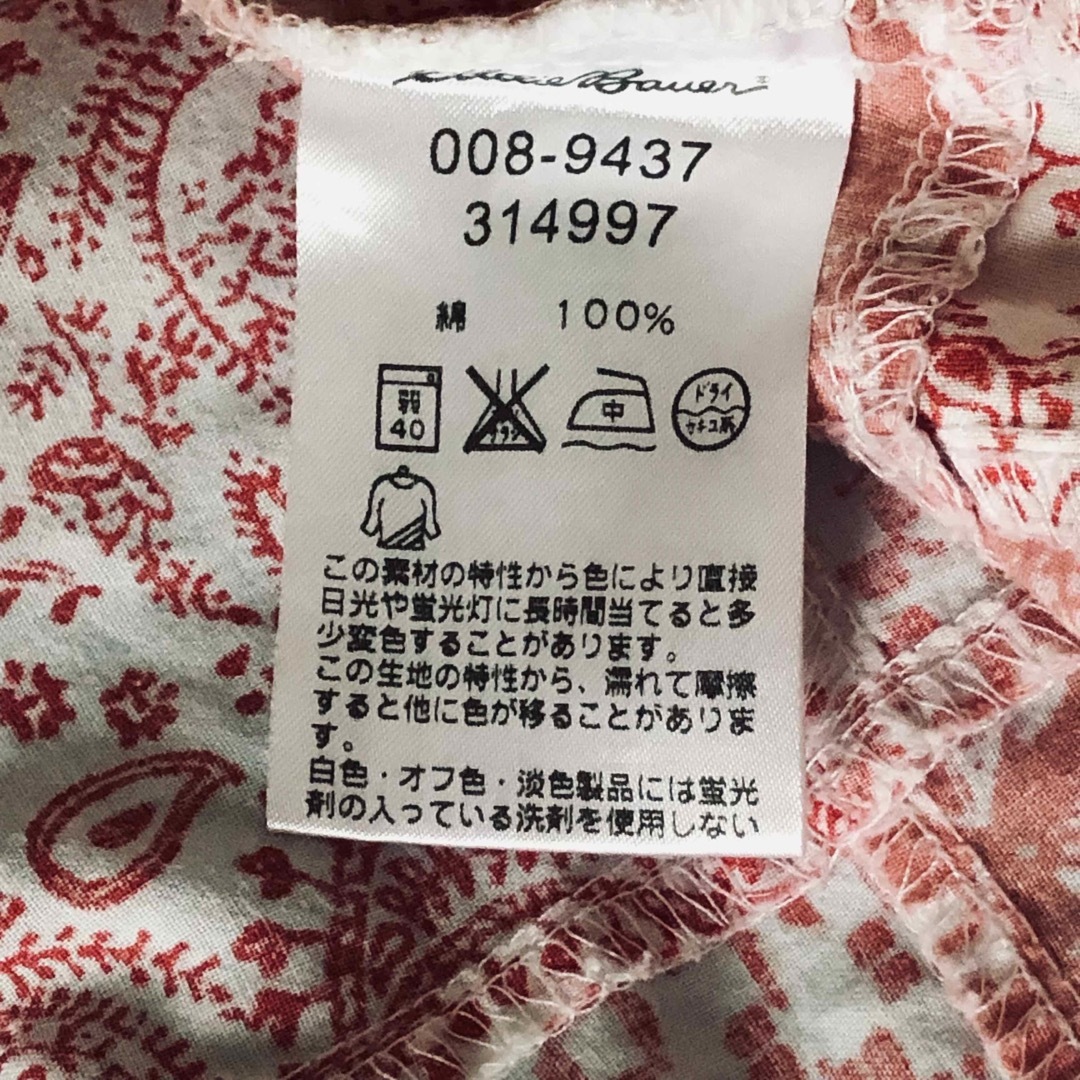 Eddie Bauer
008-9437
314997
綿 100%
弱 40
中
ドライ
セキユ系
この素材の特性から色により直接
日光や蛍光灯に長時間当てると多
少変色することがあります。
この生地の特性から、濡れて摩擦
すると他に色が移ることがありま
す。
白色・オフ色・淡色製品には蛍光
剤の入っている洗剤を使用しない